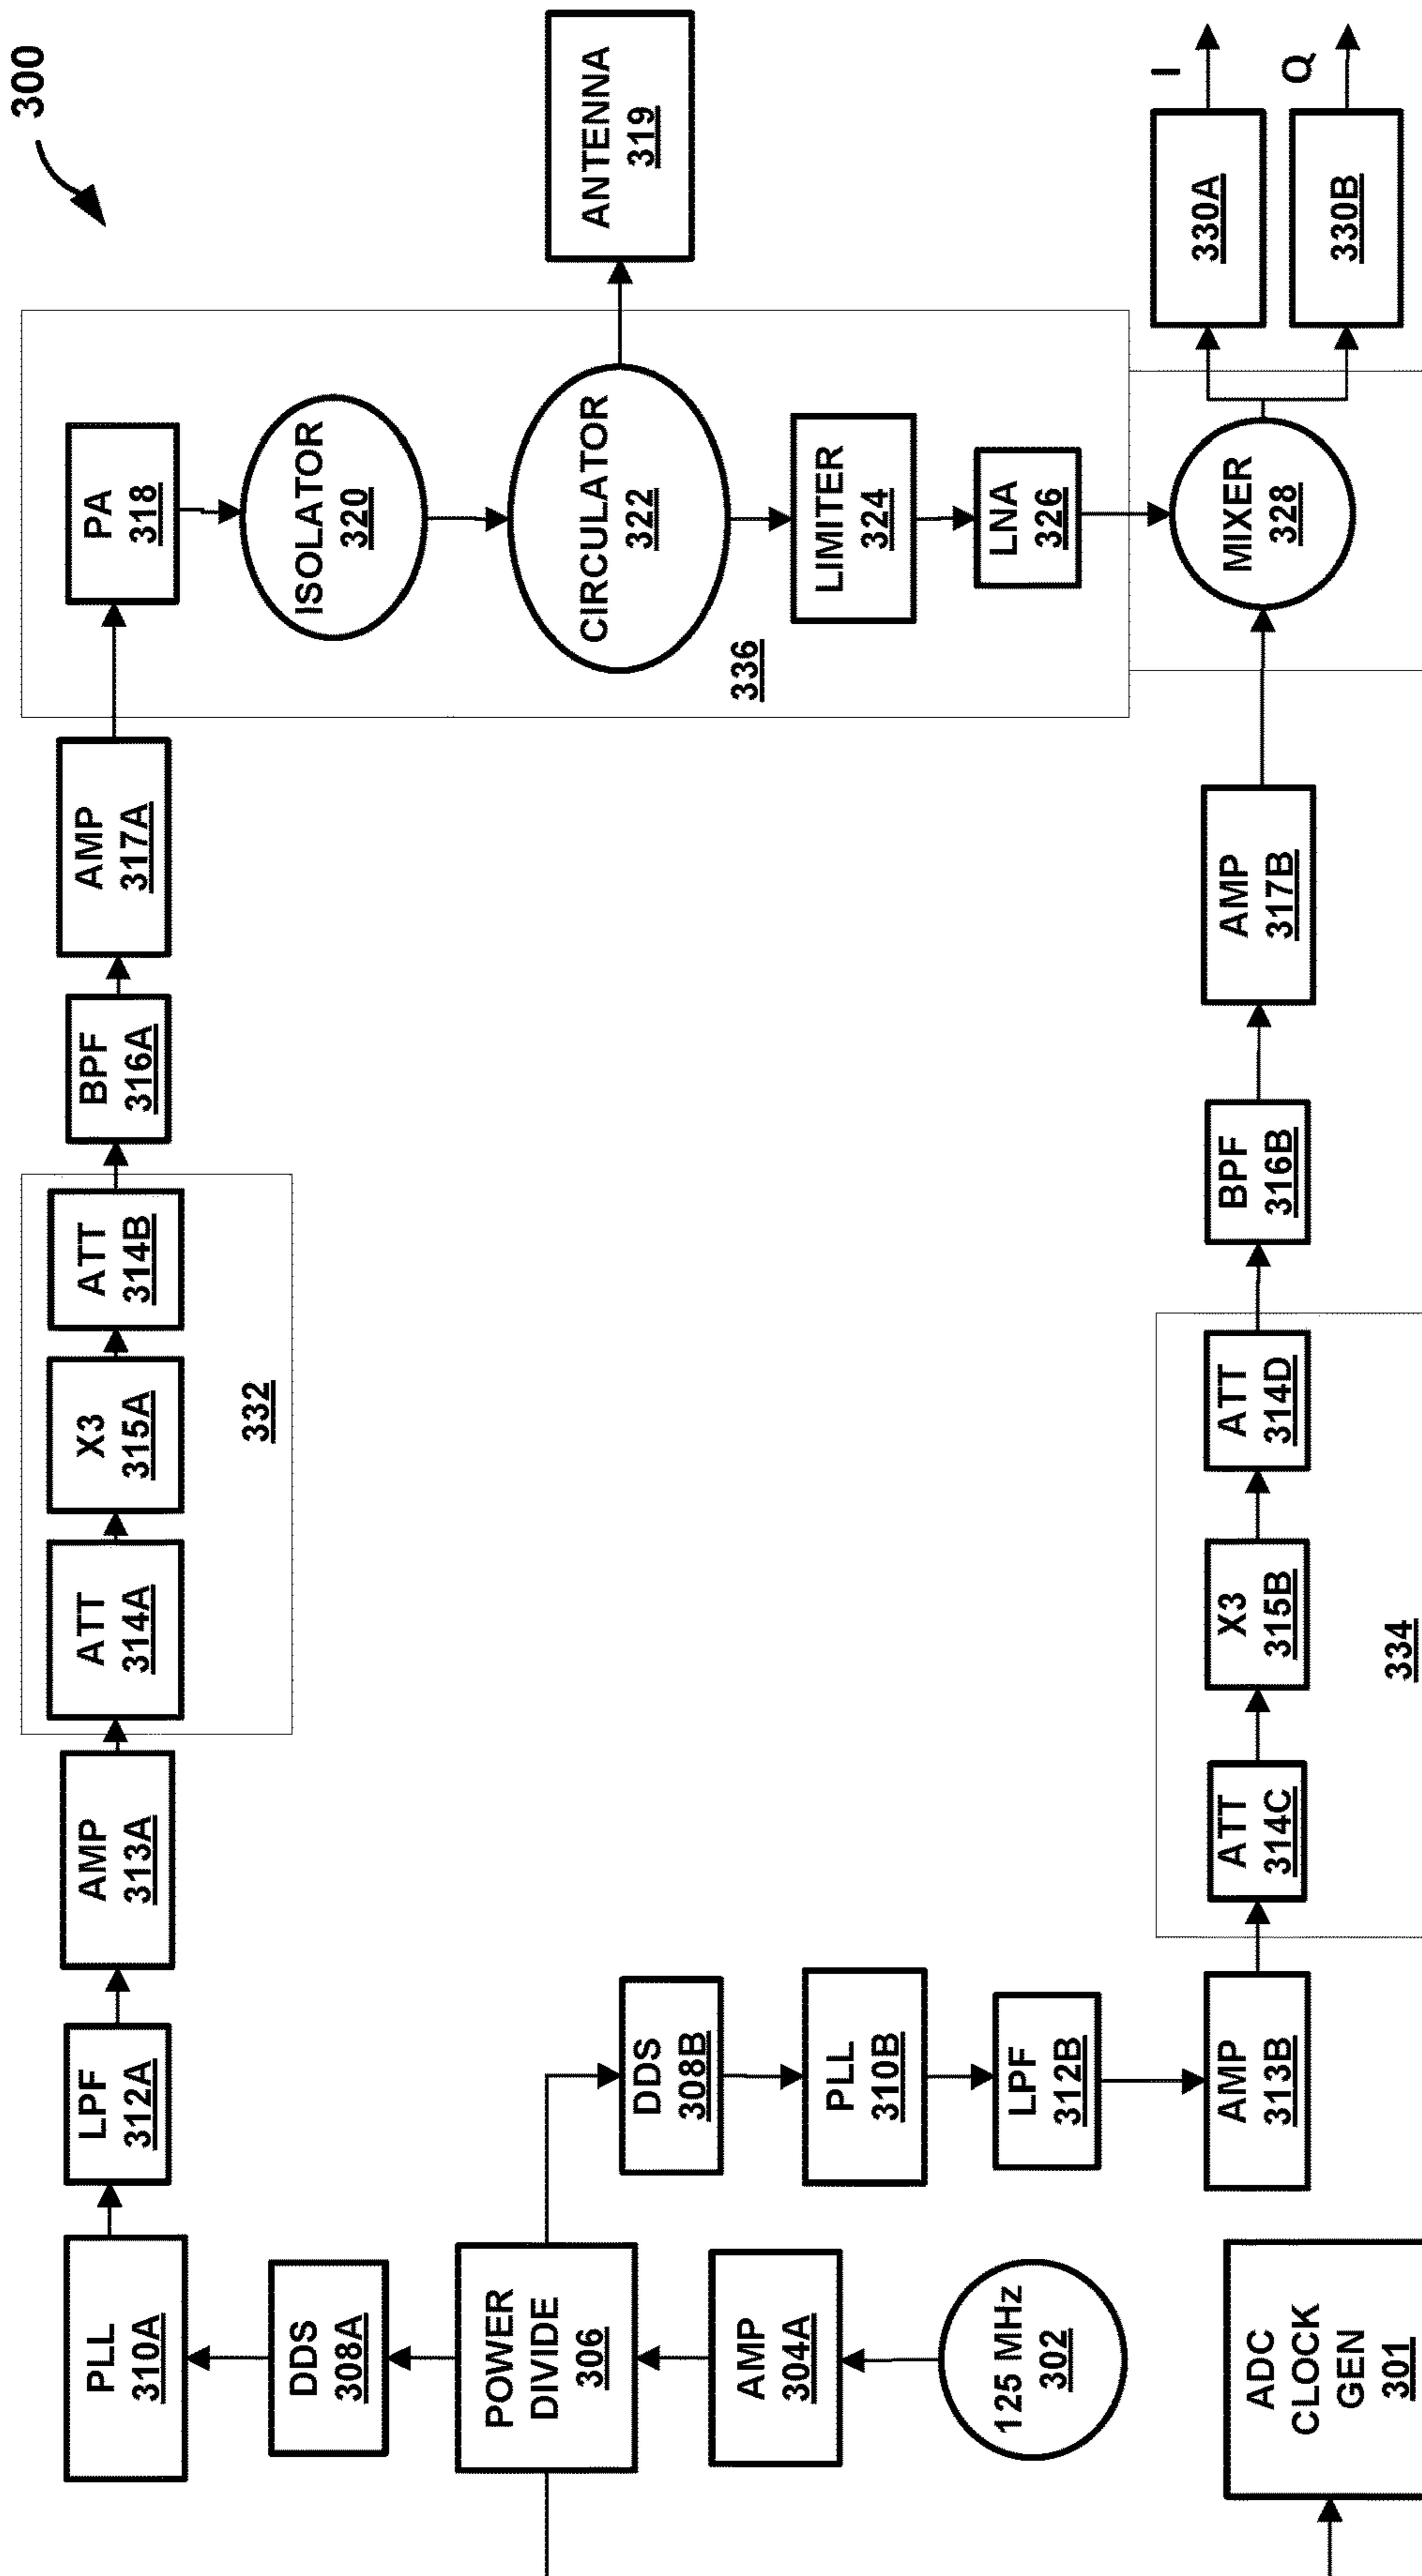 300
PLL
310A
LPF
312A
AMP
313A
ATT
314A
X3
315A
ATT
314B
332
BPF
316A
AMP
317A
PA
318
ISOLATOR
320
CIRCULATOR
322
ANTENNA
319
LIMITER
324
LNA
326
336
DDS
308A
POWER
DIVIDE
306
AMP
304A
125 MHz
302
ADC
CLOCK
GEN
301
DDS
308B
PLL
310B
LPF
312B
AMP
313B
ATT
314C
X3
315B
ATT
314D
334
BPF
316B
AMP
317B
MIXER
328
330A
I
330B
Q